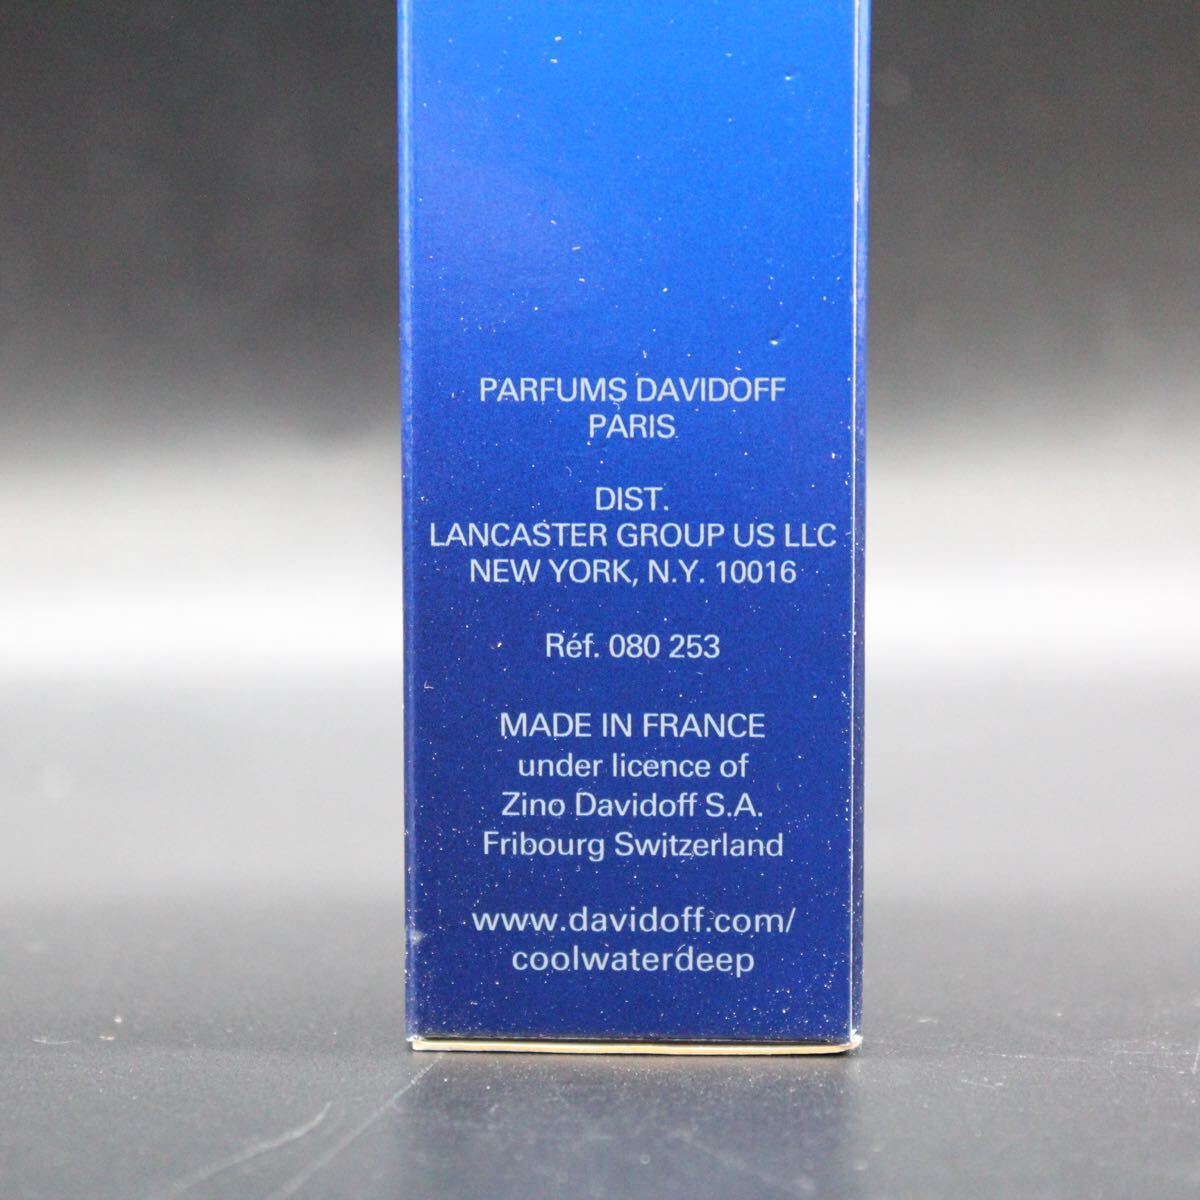 PARFUMS DAVIDOFF
PARIS
DIST.
LANCASTER GROUP US LLC
NEW YORK, N.Y. 10016
Réf. 080 253
MADE IN FRANCE
under licence of
Zino Davidoff S.A.
Fribourg Switzerland
www.davidoff.com/
coolwaterdeep